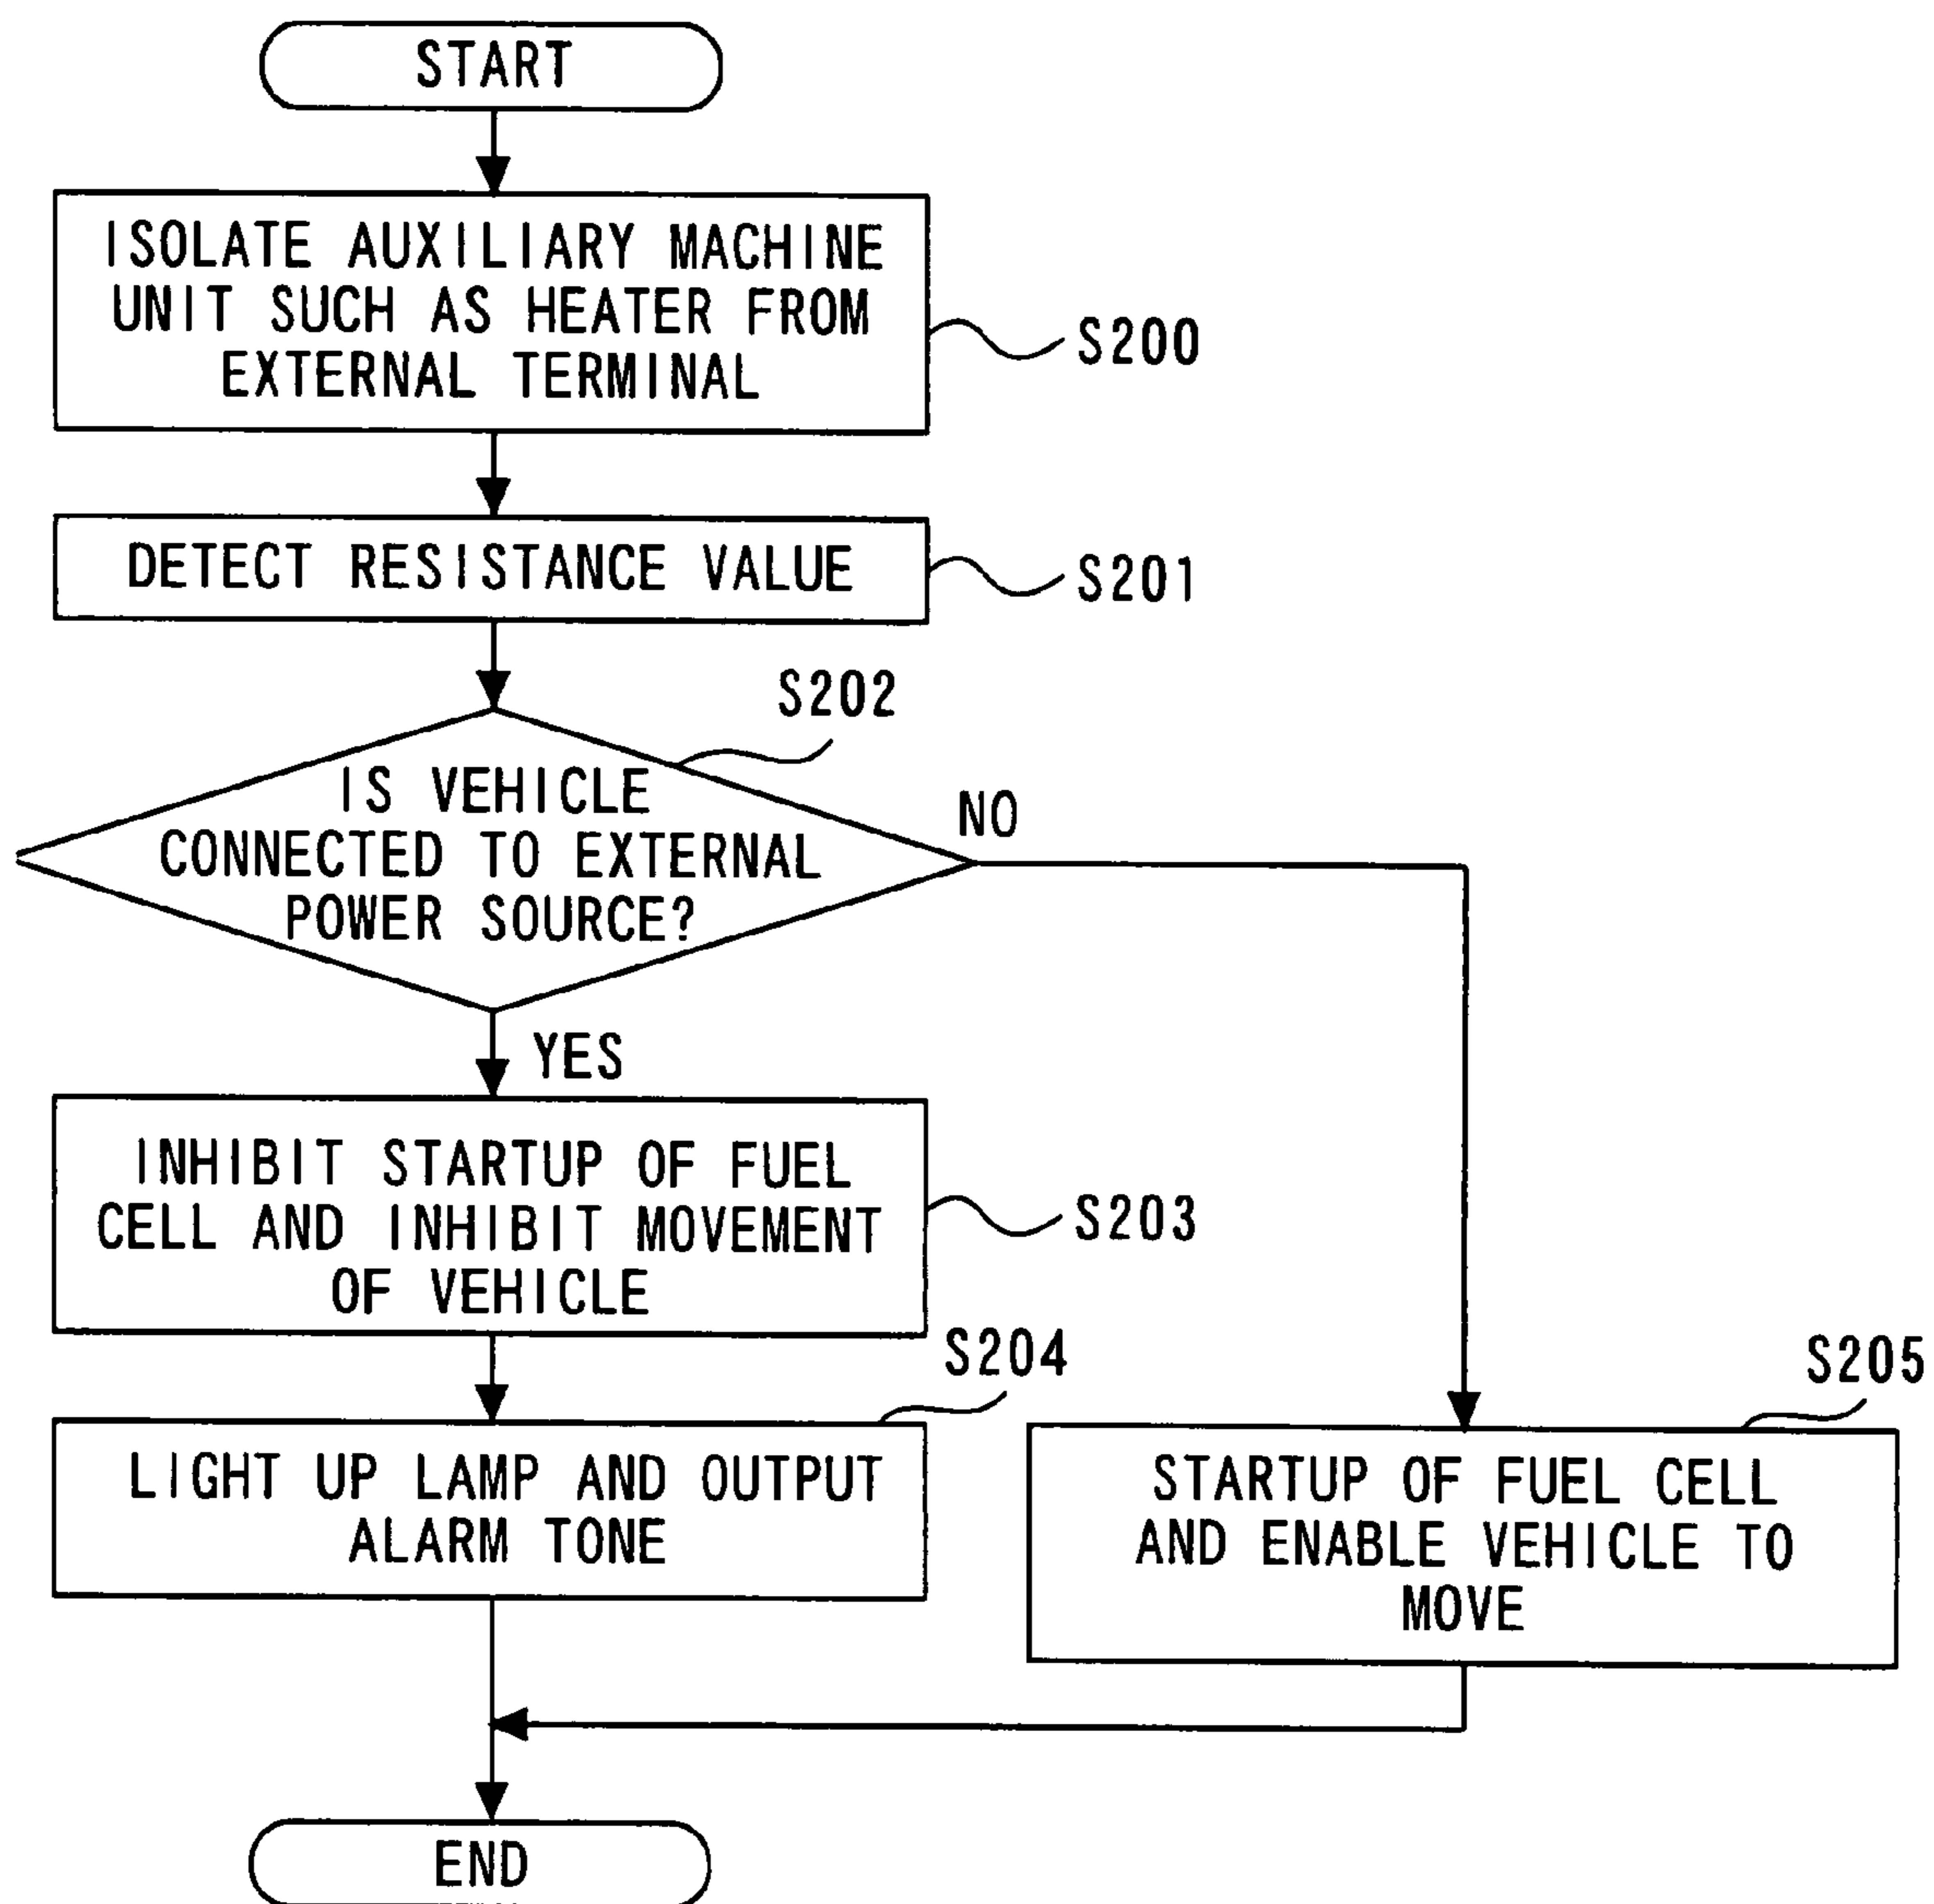 START
ISOLATE AUXILIARY MACHINE
UNIT SUCH AS HEATER FROM
EXTERNAL TERMINAL
S200
DETECT RESISTANCE VALUE
S201
S202
IS VEHICLE
CONNECTED TO EXTERNAL
POWER SOURCE?
NO
YES
INHIBIT STARTUP OF FUEL
CELL AND INHIBIT MOVEMENT
OF VEHICLE
S203
S204
LIGHT UP LAMP AND OUTPUT
ALARM TONE
S205
STARTUP OF FUEL CELL
AND ENABLE VEHICLE TO
MOVE
END